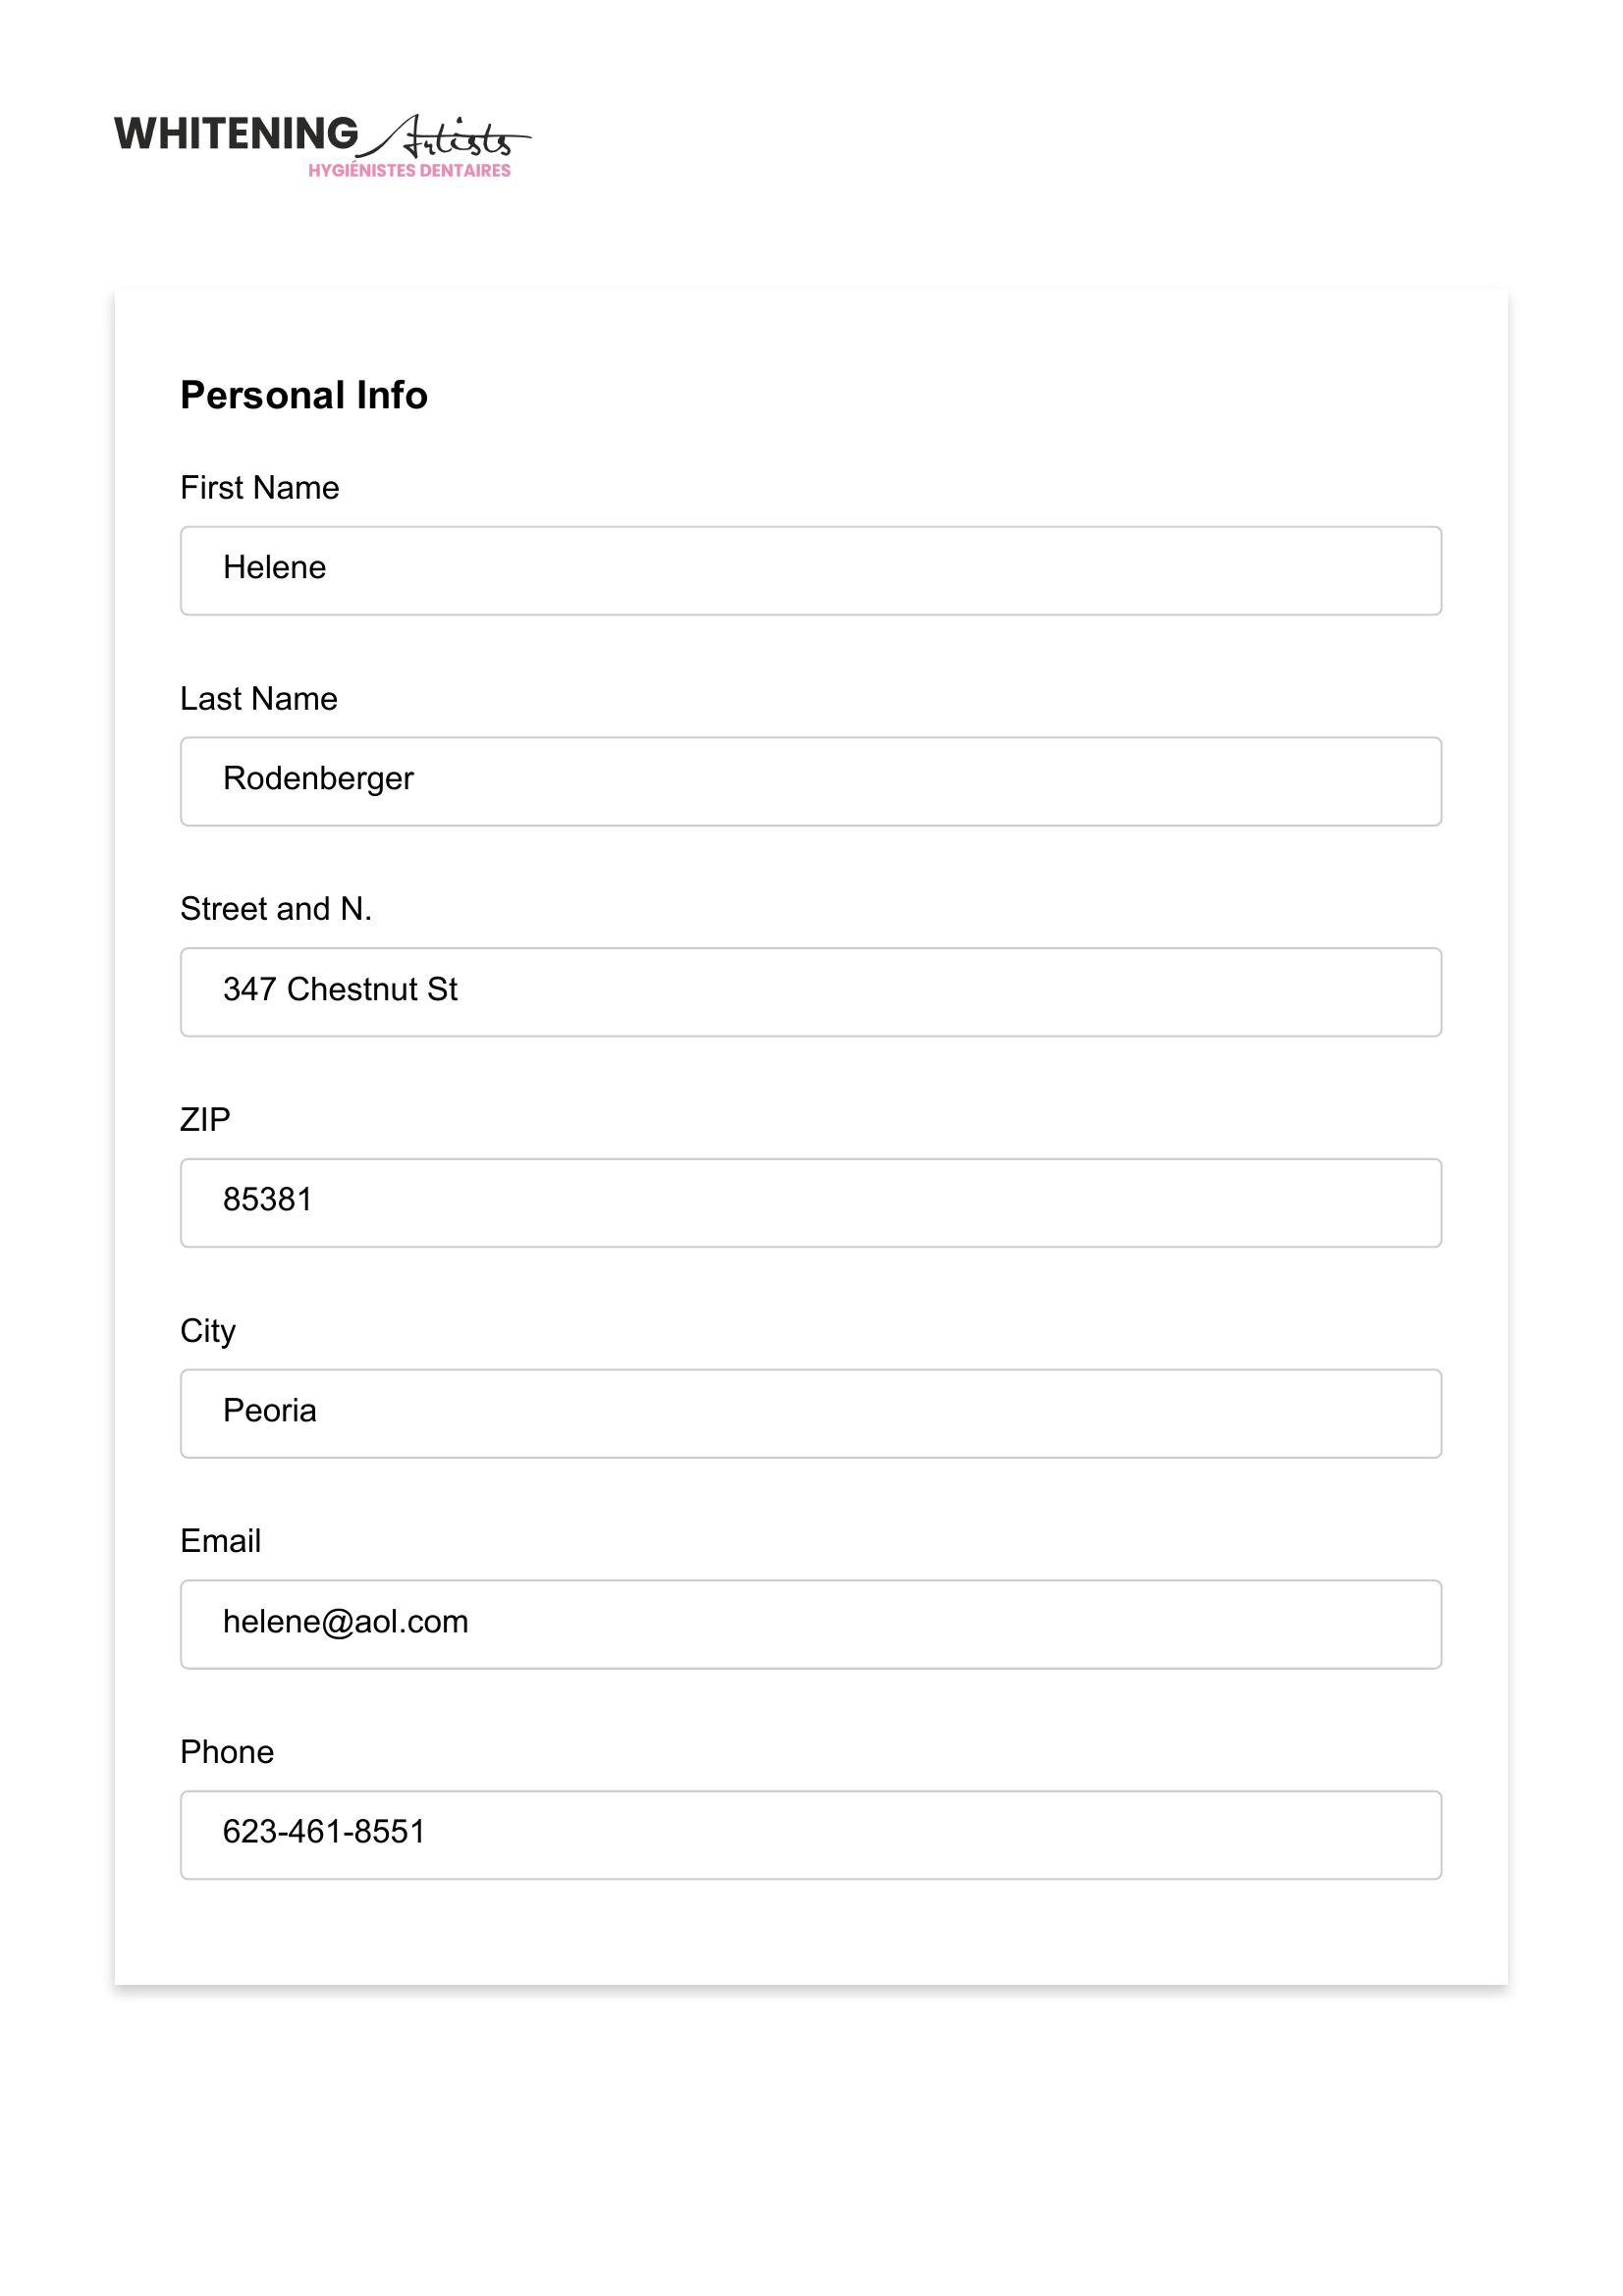 WHITENING Artists
HYGIÉNISTES DENTAIRES
Personal Info
First Name
Helene
Last Name
Rodenberger
Street and N.
347 Chestnut St
ZIP
85381
City
Peoria
Email
helene@aol.com
Phone
623-461-8551